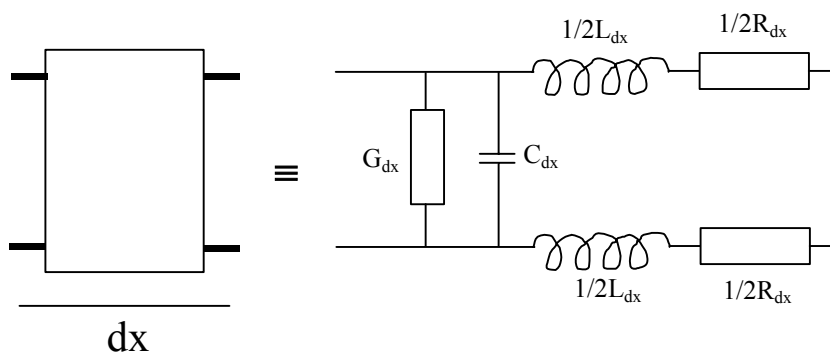 1/2L_dx
1/2R_dx
G_dx
C_dx
≡
1/2L_dx
1/2R_dx
dx